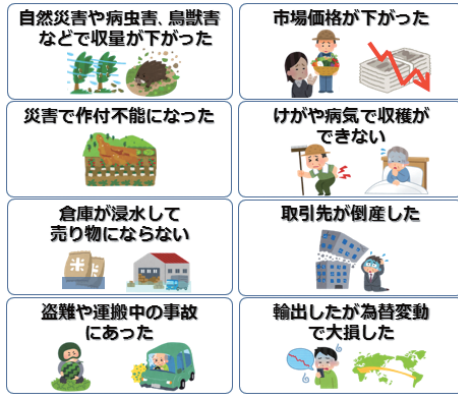 自然災害や病虫害、鳥獣害
などで収量が下がった
市場価格が下がった
災害で作付不能になった
けがや病気で収穫が
できない
倉庫が浸水して
売り物にならない
米
取引先が倒産した
盗難や運搬中の事故
にあった
輸出したが為替変動
で大損した